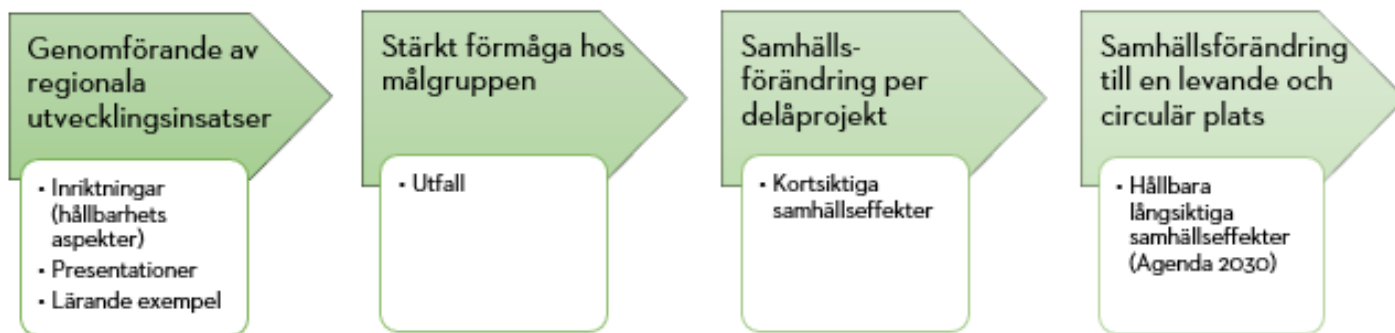 Genomförande av
regionala
utvecklingsinsatser
• Inriktningar
(hållbarhets
aspekter)
• Presentationer
• Lärande exempel
Stärkt förmåga hos
målgruppen
• Utfall
Samhälls-
förändring per
delåprojekt
• Kortsiktiga
samhällseffekter
Samhällsförändring
till en levande och
circulär plats
• Hållbara
långsiktiga
samhällseffekter
(Agenda 2030)